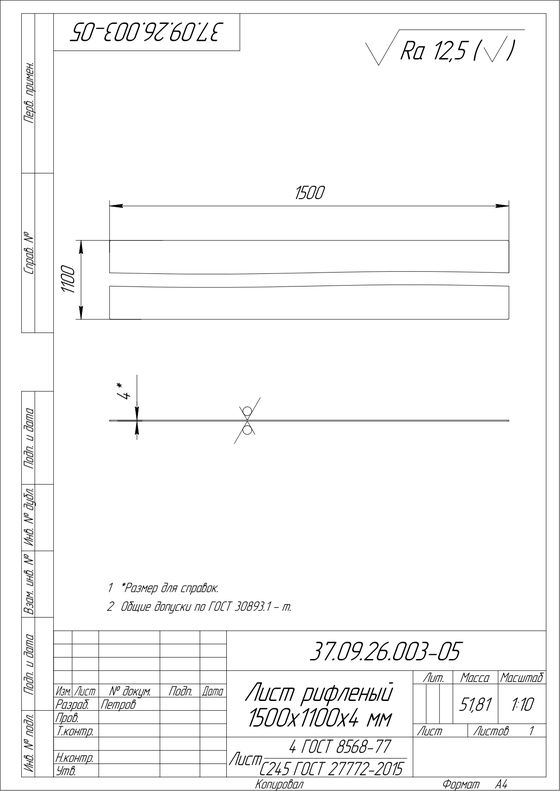 37.09.26.003-05
Ra 12,5 (√)
Перв. примен.
Справ. №
1500
1100
4*
Подп. и дата
Инв. № дубл.
Взам. инв. №
Подп. и дата
Инв. № подл.
1 *Размер для справок.
2 Общие допуски по ГОСТ 30893.1 - m.
37.09.26.003-05
Изм. Лист № докум. Подп. Дата
Разраб. Петров
Пров.
Т.контр.
Н.контр.
Утв.
Лист рифленый
1500x1100x4 мм
Лит. Масса Масштаб
51,81 1:10
Лист Листов 1
Лист 4 ГОСТ 8568-77
С245 ГОСТ 27772-2015
Копировал Формат А4